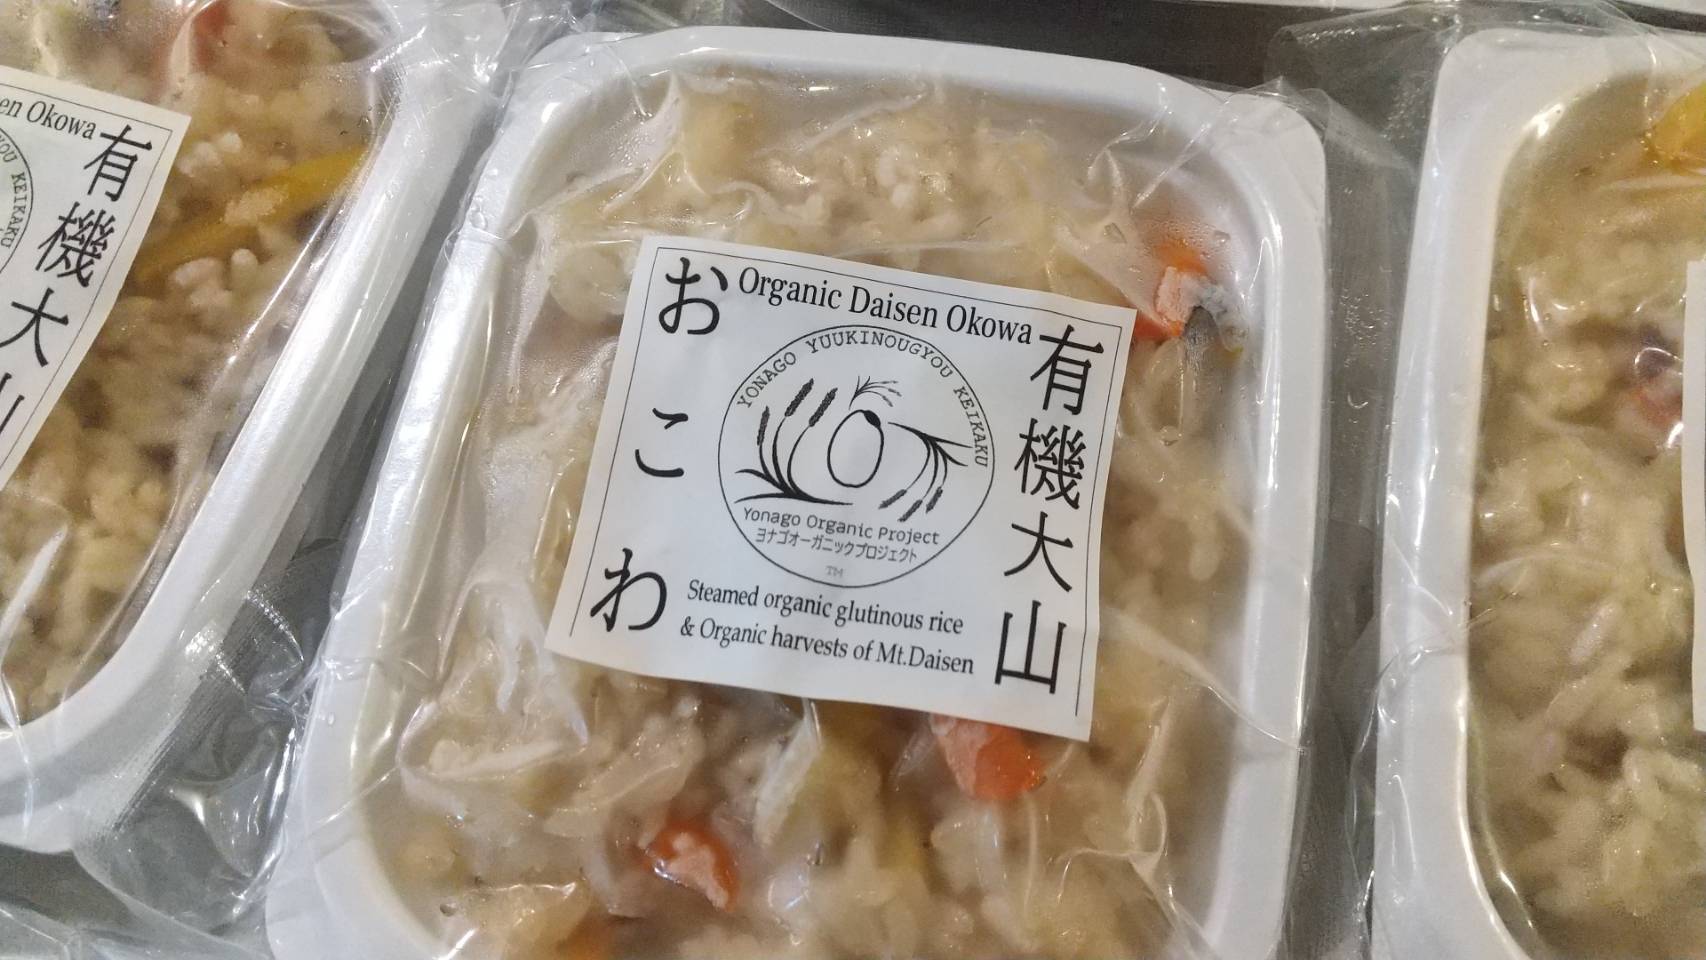 Organic Daisen Okowa
有機大山
おこわ
YONAGO YUUKINOUGYOU KEIKAKU
Yonago Organic Project
ヨナゴオーガニックプロジェクト
TM
Steamed organic glutinous rice
& Organic harvests of Mt.Daisen
en Okowa
有機大山
YOU KEIKAKU